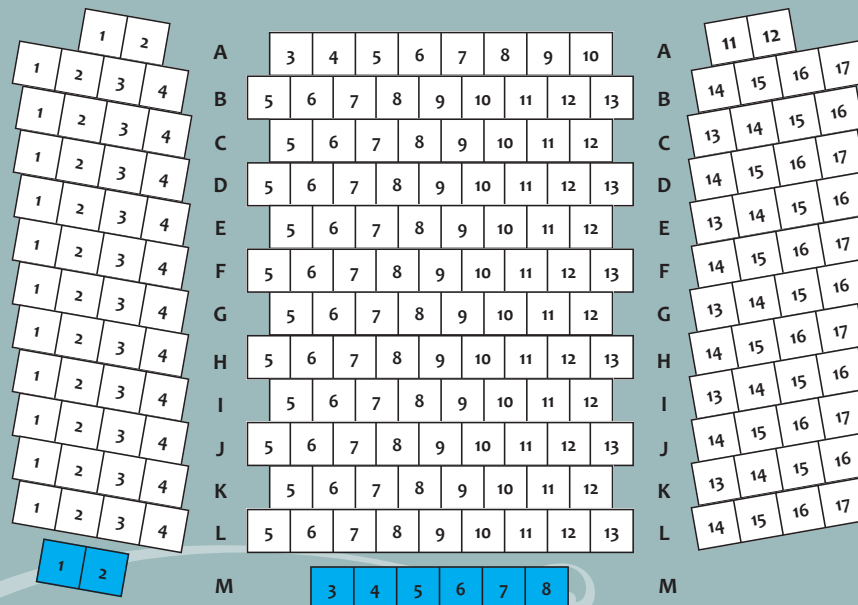 1 2 A 3 4 5 6 7 8 9 10 A 11 12
1 2 3 4 B 5 6 7 8 9 10 11 12 13 B 14 15 16 17
1 2 3 4 C 5 6 7 8 9 10 11 12 C 13 14 15 16
1 2 3 4 D 5 6 7 8 9 10 11 12 13 D 14 15 16 17
1 2 3 4 E 5 6 7 8 9 10 11 12 E 13 14 15 16
1 2 3 4 F 5 6 7 8 9 10 11 12 13 F 14 15 16 17
1 2 3 4 G 5 6 7 8 9 10 11 12 G 13 14 15 16
1 2 3 4 H 5 6 7 8 9 10 11 12 13 H 14 15 16 17
1 2 3 4 I 5 6 7 8 9 10 11 12 I 13 14 15 16
1 2 3 4 J 5 6 7 8 9 10 11 12 13 J 14 15 16 17
1 2 3 4 K 5 6 7 8 9 10 11 12 K 13 14 15 16
1 2 3 4 L 5 6 7 8 9 10 11 12 13 L 14 15 16 17
1 2 M 3 4 5 6 7 8 M